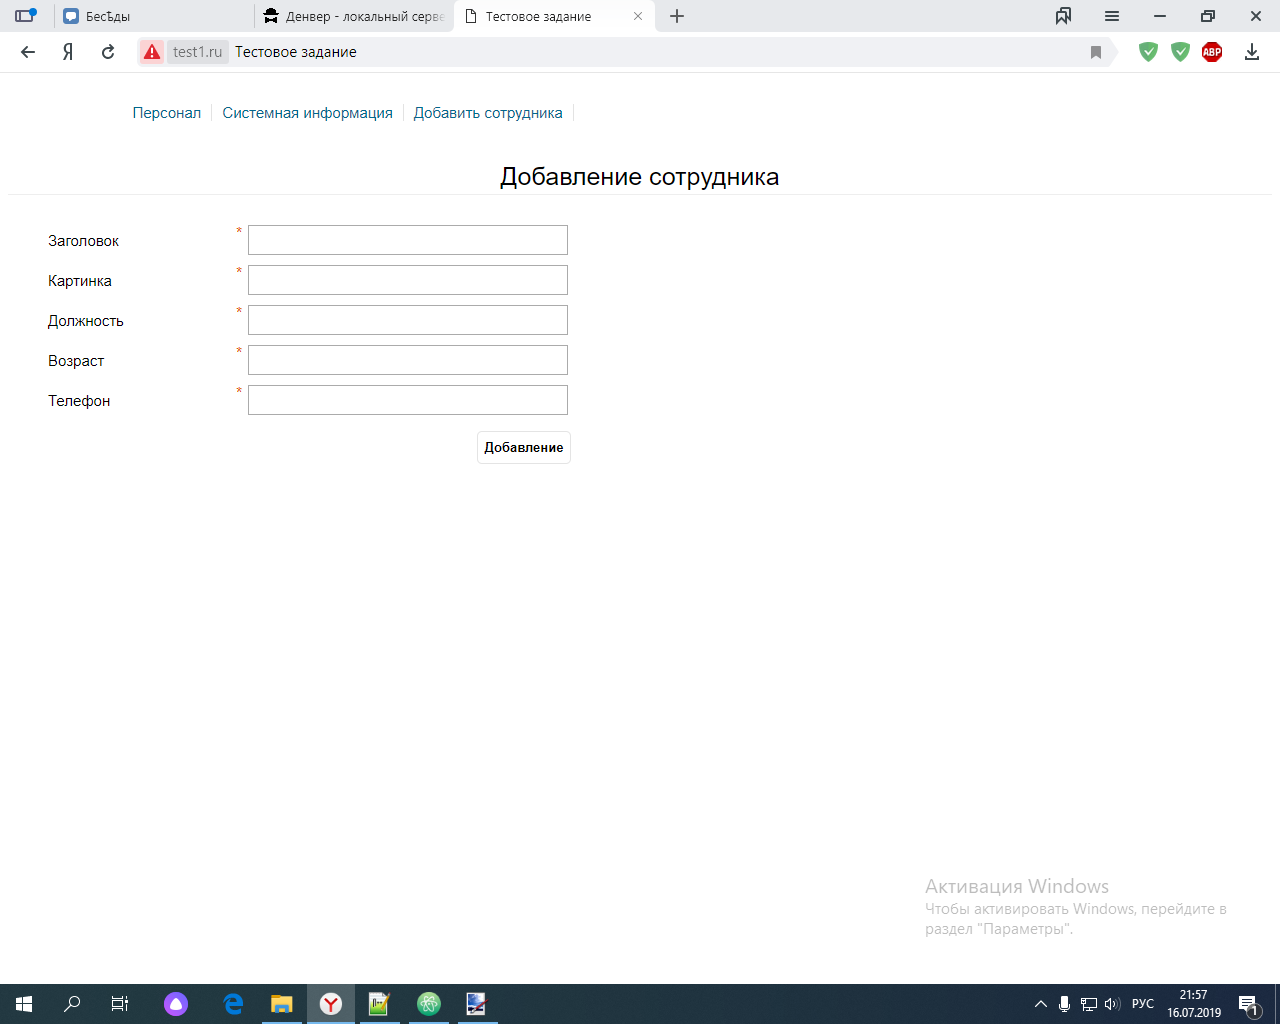 БесѢды
Денвер - локальный серве
Тестовое задание
Я
test1.ru Тестовое задание
ABP
Персонал
Системная информация
Добавить сотрудника
Добавление сотрудника
Заголовок *
Картинка *
Должность *
Возраст *
Телефон *
Добавление
Активация Windows
Чтобы активировать Windows, перейдите в
раздел "Параметры".
РУС
21:57
16.07.2019
1